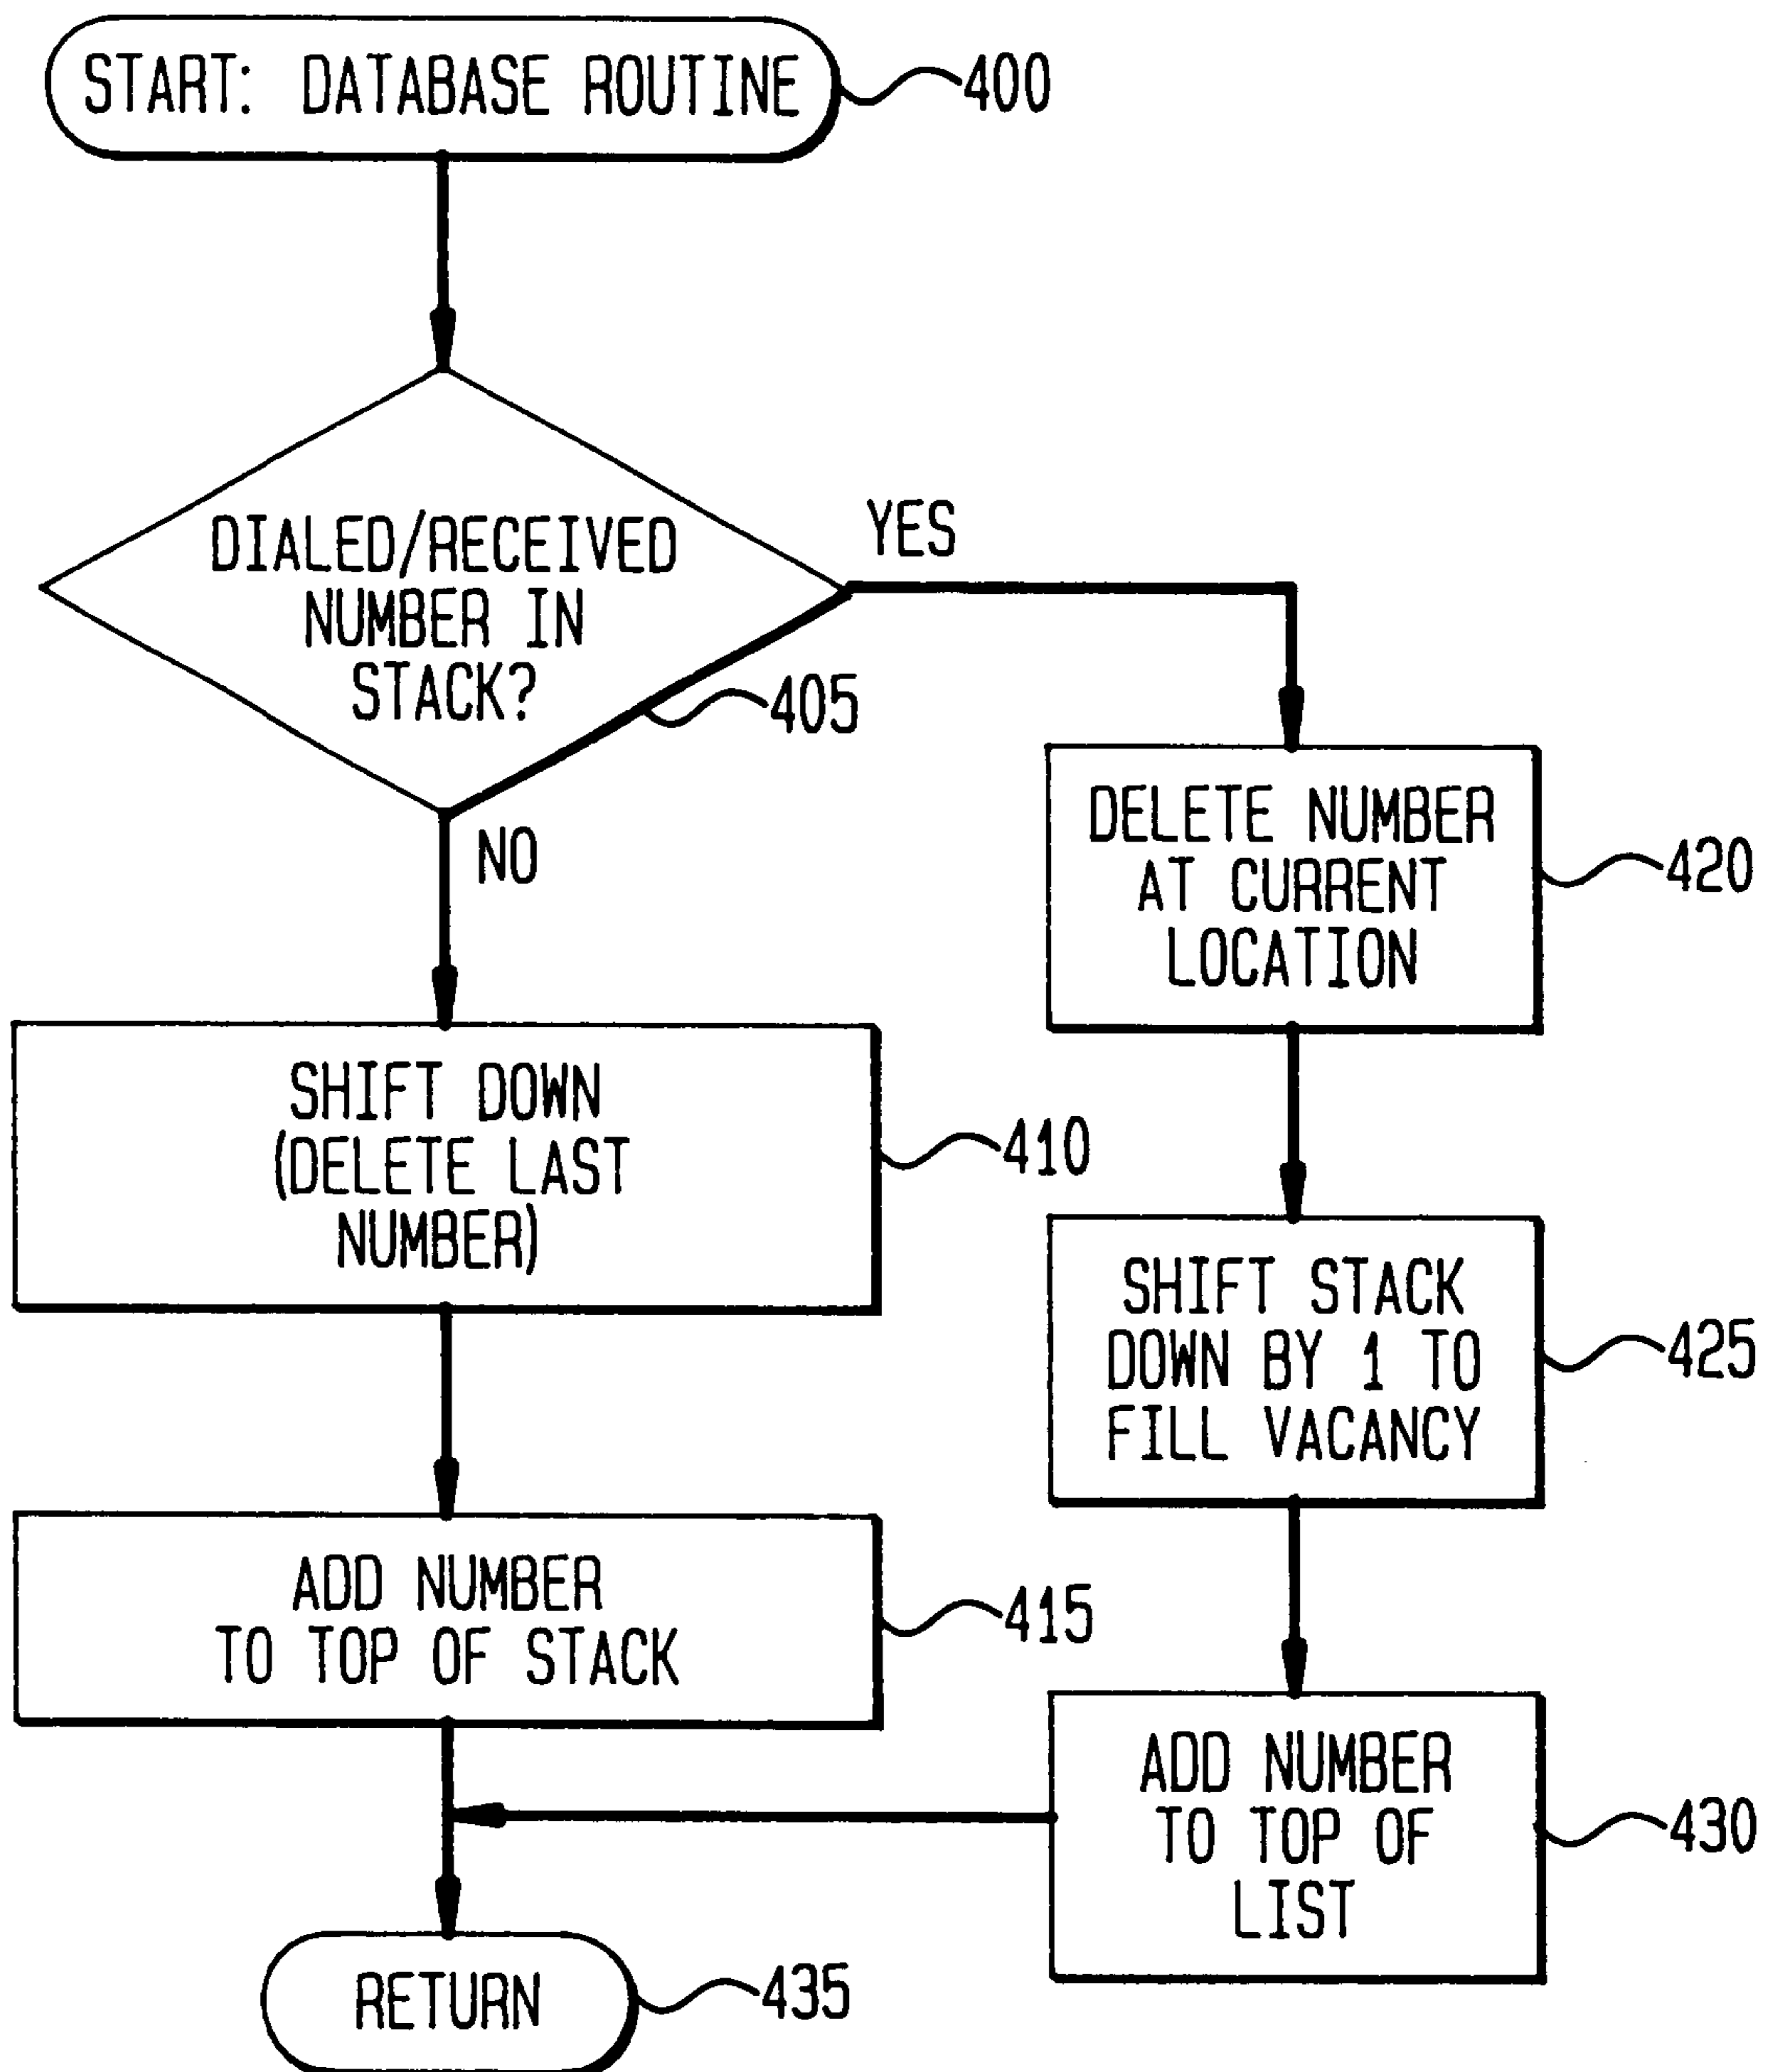 START: DATABASE ROUTINE
400
DIALED/RECEIVED
NUMBER IN
STACK?
405
YES
NO
SHIFT DOWN
(DELETE LAST
NUMBER)
410
ADD NUMBER
TO TOP OF STACK
415
DELETE NUMBER
AT CURRENT
LOCATION
420
SHIFT STACK
DOWN BY 1 TO
FILL VACANCY
425
ADD NUMBER
TO TOP OF
LIST
430
RETURN
435